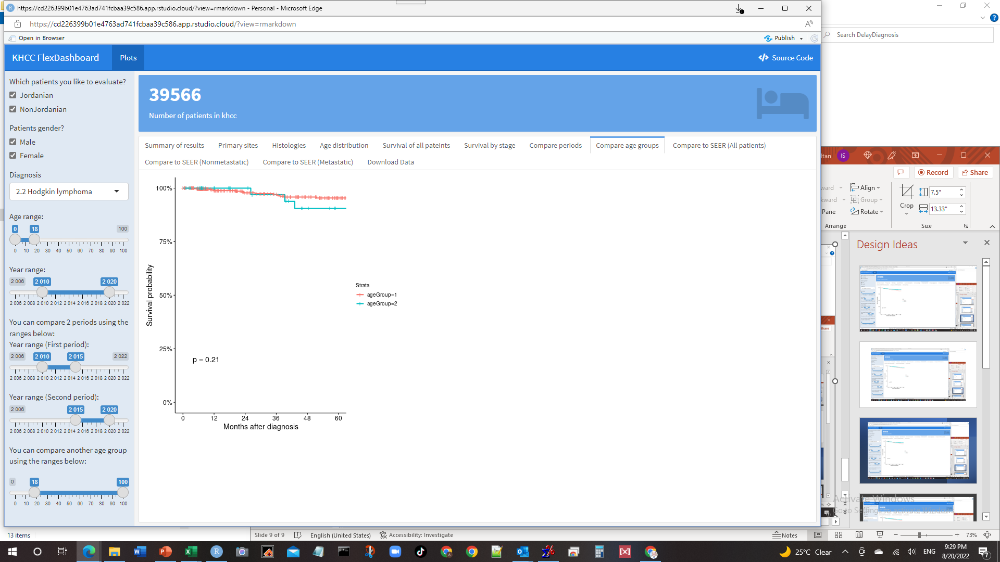 https://cd226399b01e4763ad741fcbaa39c586.app.rstudio.cloud/?view=rmarkdown - Personal - Microsoft Edge
https://cd226399b01e4763ad741fcbaa39c586.app.rstudio.cloud/?view=rmarkdown
Open in Browser
Publish
Search DelayDiagnosis
KHCC FlexDashboard
Plots
Source Code
Which patients you like to evaluate?
Jordanian
NonJordanian
Patients gender?
Male
Female
Diagnosis
2.2 Hodgkin lymphoma
Age range:
0 18 100
0 10 20 30 40 50 60 70 80 90 100
Year range:
2 006 2 010 2 020
2 006 2 008 2 010 2 012 2 014 2 016 2 018 2 020 2 022
You can compare 2 periods using the
ranges below:
Year range (First period):
2 006 2 010 2 015 2 022
2 006 2 008 2 010 2 012 2 014 2 016 2 018 2 020 2 022
Year range (Second period):
2 006 2 015 2 020
2 006 2 008 2 010 2 012 2 014 2 016 2 018 2 020 2 022
You can compare another age group
using the ranges below:
0 18 100
0 10 20 30 40 50 60 70 80 90 100
39566
Number of patients in khcc
Summary of results Primary sites Histologies Age distribution Survival of all pateints Survival by stage Compare periods Compare age groups Compare to SEER (All patients)
Compare to SEER (Nonmetastatic) Compare to SEER (Metastatic) Download Data
100%
75%
50%
25%
0%
Survival probability
p = 0.21
0 12 24 36 48 60
Months after diagnosis
Strata
ageGroup=1
ageGroup=2
ltan IS
Record Share
ward Align
kward Group
Pane Rotate
Crop
7.5"
13.33"
Arrange Size
Design Ideas
Share
Activate Windows
Go to Settings to activate Windows.
13 items
Slide 9 of 9 English (United States) Accessibility: Investigate
Notes 73%
25°C Clear
ENG
9:29 PM
8/20/2022
7